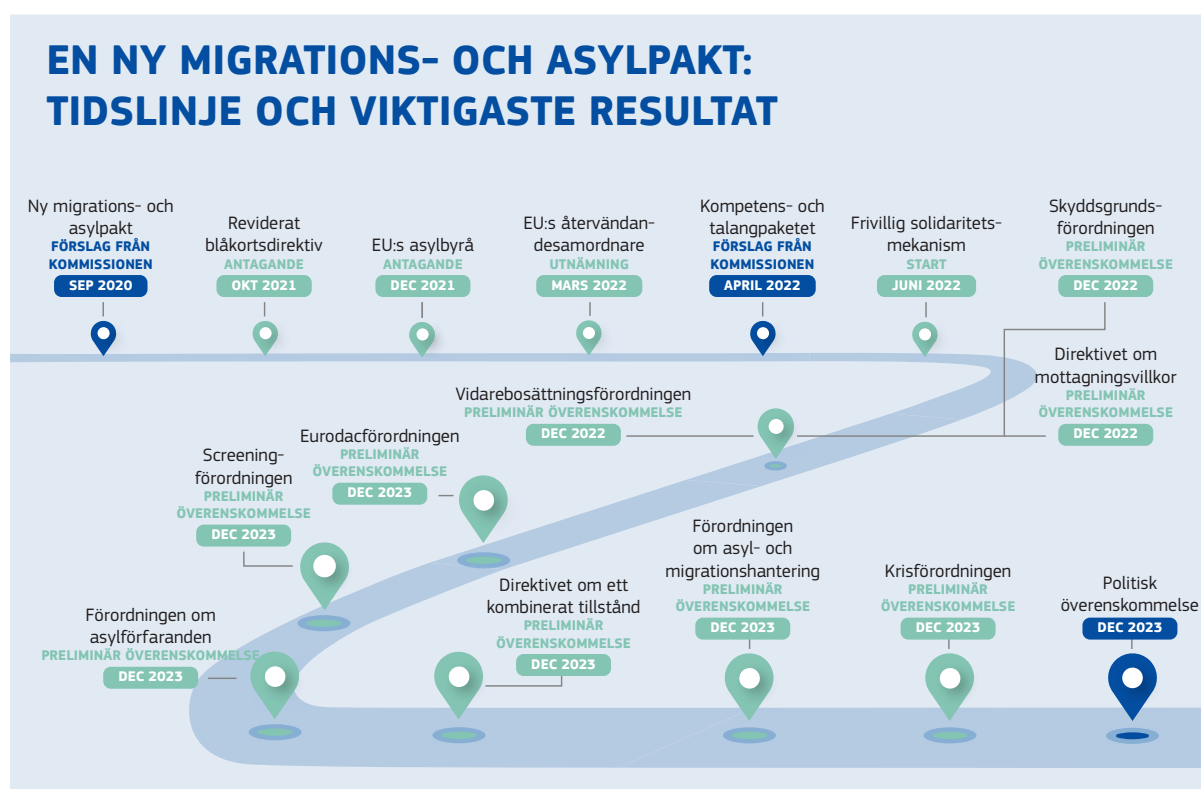 EN NY MIGRATIONS- OCH ASYLPAKT:
TIDSLINJE OCH VIKTIGASTE RESULTAT
Ny migrations- och
asylpakt
FÖRSLAG FRÅN
KOMMISSIONEN
SEP 2020
Reviderat
blåkortsdirektiv
ANTAGANDE
OKT 2021
EU:s asylbyrå
ANTAGANDE
DEC 2021
EU:s återvändan-
desamordnare
UTNÄMNING
MARS 2022
Kompetens- och
talangpaketet
FÖRSLAG FRÅN
KOMMISSIONEN
APRIL 2022
Frivillig solidaritets-
mekanism
START
JUNI 2022
Skyddsgrunds-
förordningen
PRELIMINÄR
ÖVERENSKOMMELSE
DEC 2022
Direktivet om
mottagningsvillkor
PRELIMINÄR
ÖVERENSKOMMELSE
DEC 2022
Vidarebosättningsförordningen
PRELIMINÄR ÖVERENSKOMMELSE
DEC 2022
Eurodacförordningen
PRELIMINÄR
ÖVERENSKOMMELSE
DEC 2023
Screening-
förordningen
PRELIMINÄR
ÖVERENSKOMMELSE
DEC 2023
Förordningen om
asylförfaranden
PRELIMINÄR ÖVERENSKOMMELSE
DEC 2023
Direktivet om ett
kombinerat tillstånd
PRELIMINÄR
ÖVERENSKOMMELSE
DEC 2023
Förordningen
om asyl- och
migrationshantering
PRELIMINÄR
ÖVERENSKOMMELSE
DEC 2023
Krisförordningen
PRELIMINÄR
ÖVERENSKOMMELSE
DEC 2023
Politisk
överenskommelse
DEC 2023